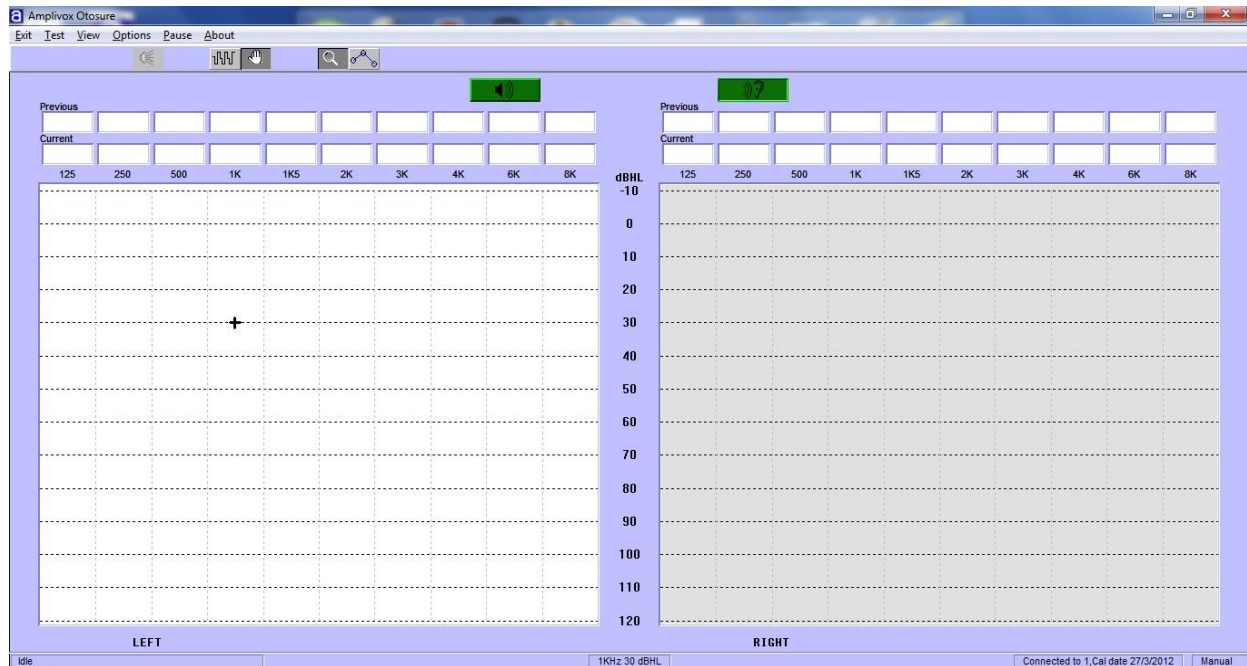 a Amplivox Otosure
Exit Test View Options Pause About
Previous Previous
Current Current
125 250 500 1K 1K5 2K 3K 4K 6K 8K dBHL 125 250 500 1K 1K5 2K 3K 4K 6K 8K
-10
0
10
20
30
40
50
60
70
80
90
100
110
120
LEFT RIGHT
Idle 1KHz 30 dBHL Connected to 1,Cal date 27/3/2012 Manual